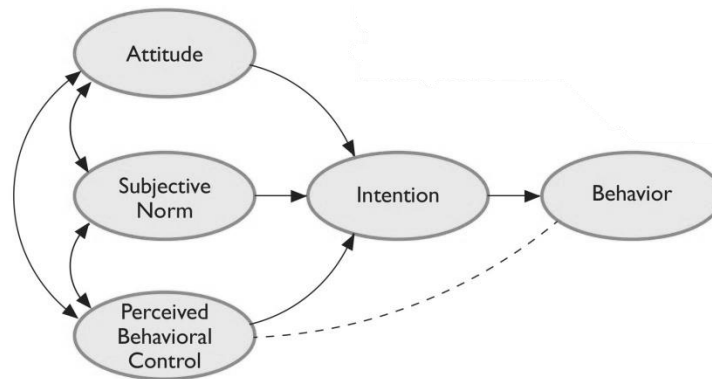 Attitude
Subjective
Norm
Intention
Behavior
Perceived
Behavioral
Control